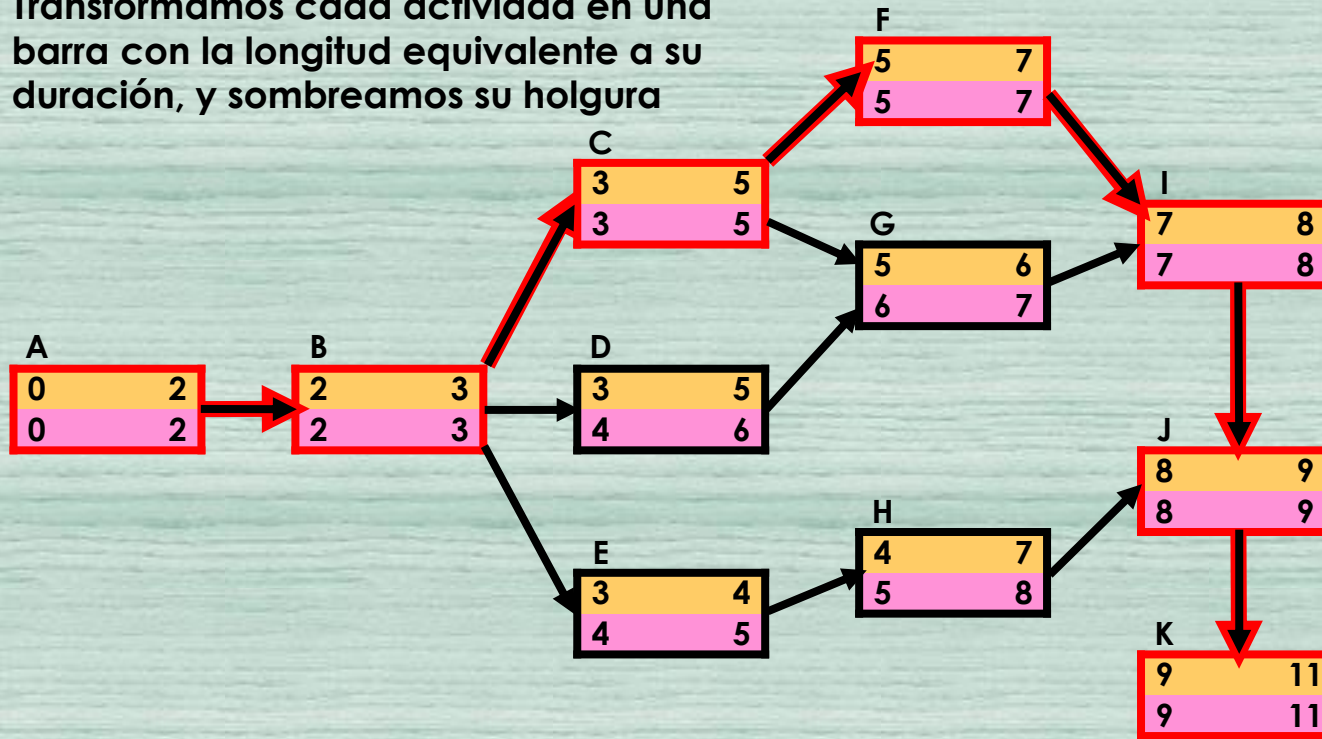 Transformamos cada actividad en una
barra con la longitud equivalente a su
duración, y sombreamos su holgura
F
5 7
5 7
C
3 5
3 5
I
7 8
7 8
G
5 6
6 7
A
0 2
0 2
B
2 3
2 3
D
3 5
4 6
J
8 9
8 9
H
4 7
5 8
E
3 4
4 5
K
9 11
9 11